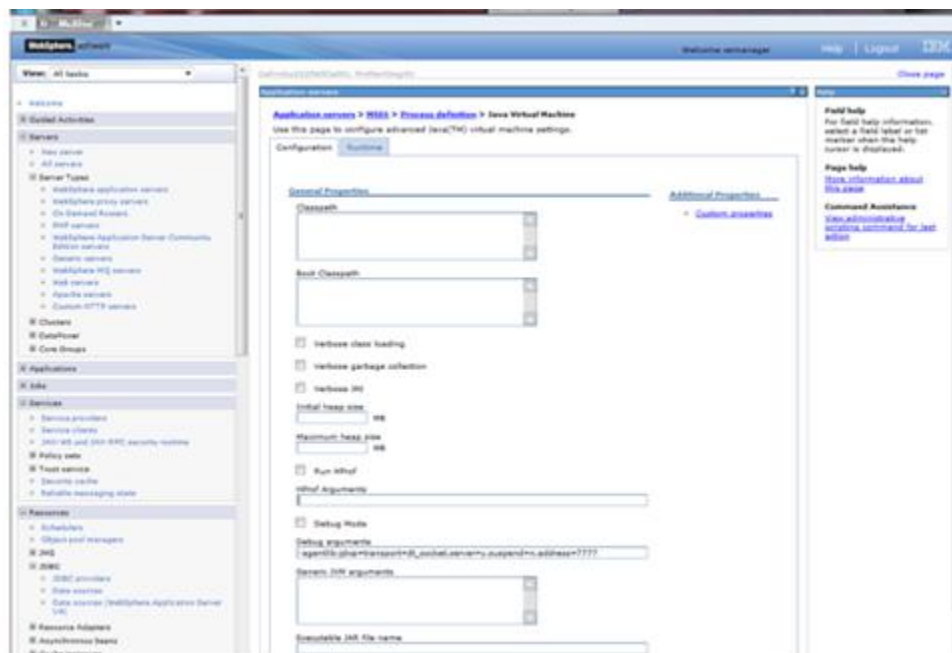 McAfee
WebSphere. software
Welcome
Help | Logout
IBM
View: All tasks
Close page
Welcome
Guided Activities
Servers
New server
All servers
Server Types
WebSphere application servers
WebSphere proxy servers
On Demand Routers
PHP servers
WebSphere Application Server Community
Edition servers
Generic servers
WebSphere MQ servers
Web servers
Apache servers
Custom HTTP servers
Clusters
DataPower
Core Groups
Applications
Jobs
Services
Service providers
Service clients
JAX-WS and JAX-RPC security runtime
Policy sets
Trust service
Security cache
Reliable messaging state
Resources
Schedulers
Object pool managers
JMS
JDBC
JDBC providers
Data sources
Data sources (WebSphere Application Server
V4)
Resource Adapters
Asynchronous beans
Application servers
Application servers > > Process definition > Java Virtual Machine
Use this page to configure advanced Java(TM) virtual machine settings.
Configuration
Runtime
General Properties
Classpath
Boot Classpath
Verbose class loading
Verbose garbage collection
Verbose JNI
Initial heap size
MB
Maximum heap size
MB
Run HProf
HProf Arguments
Debug Mode
Debug arguments
-agentlib:jdwp=transport=dt_socket,server=y,suspend=n,address=7777
Generic JVM arguments
Executable JAR file name
Additional Properties
Custom properties
Help
Field help
For field help information,
select a field label or list
marker when the help
cursor is displayed.
Page help
More information about
this page
Command Assistance
View administrative
scripting command for last
action